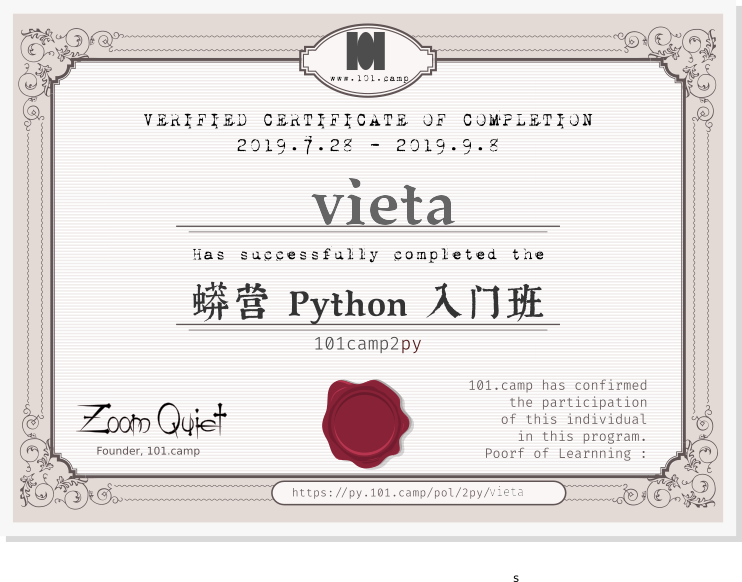 www.101.camp
VERIFIED CERTIFICATE OF COMPLETION
2019.7.28 - 2019.9.8
vieta
Has successfully completed the
蟒营 Python 入门班
101camp2py
101.camp has confirmed
the participation
of this individual
in this program.
Poorf of Learnning :
Zoom Quiet
Founder, 101.camp
https://py.101.camp/pol/2py/vieta
s